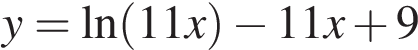 y = ln(11x) − 11x + 9